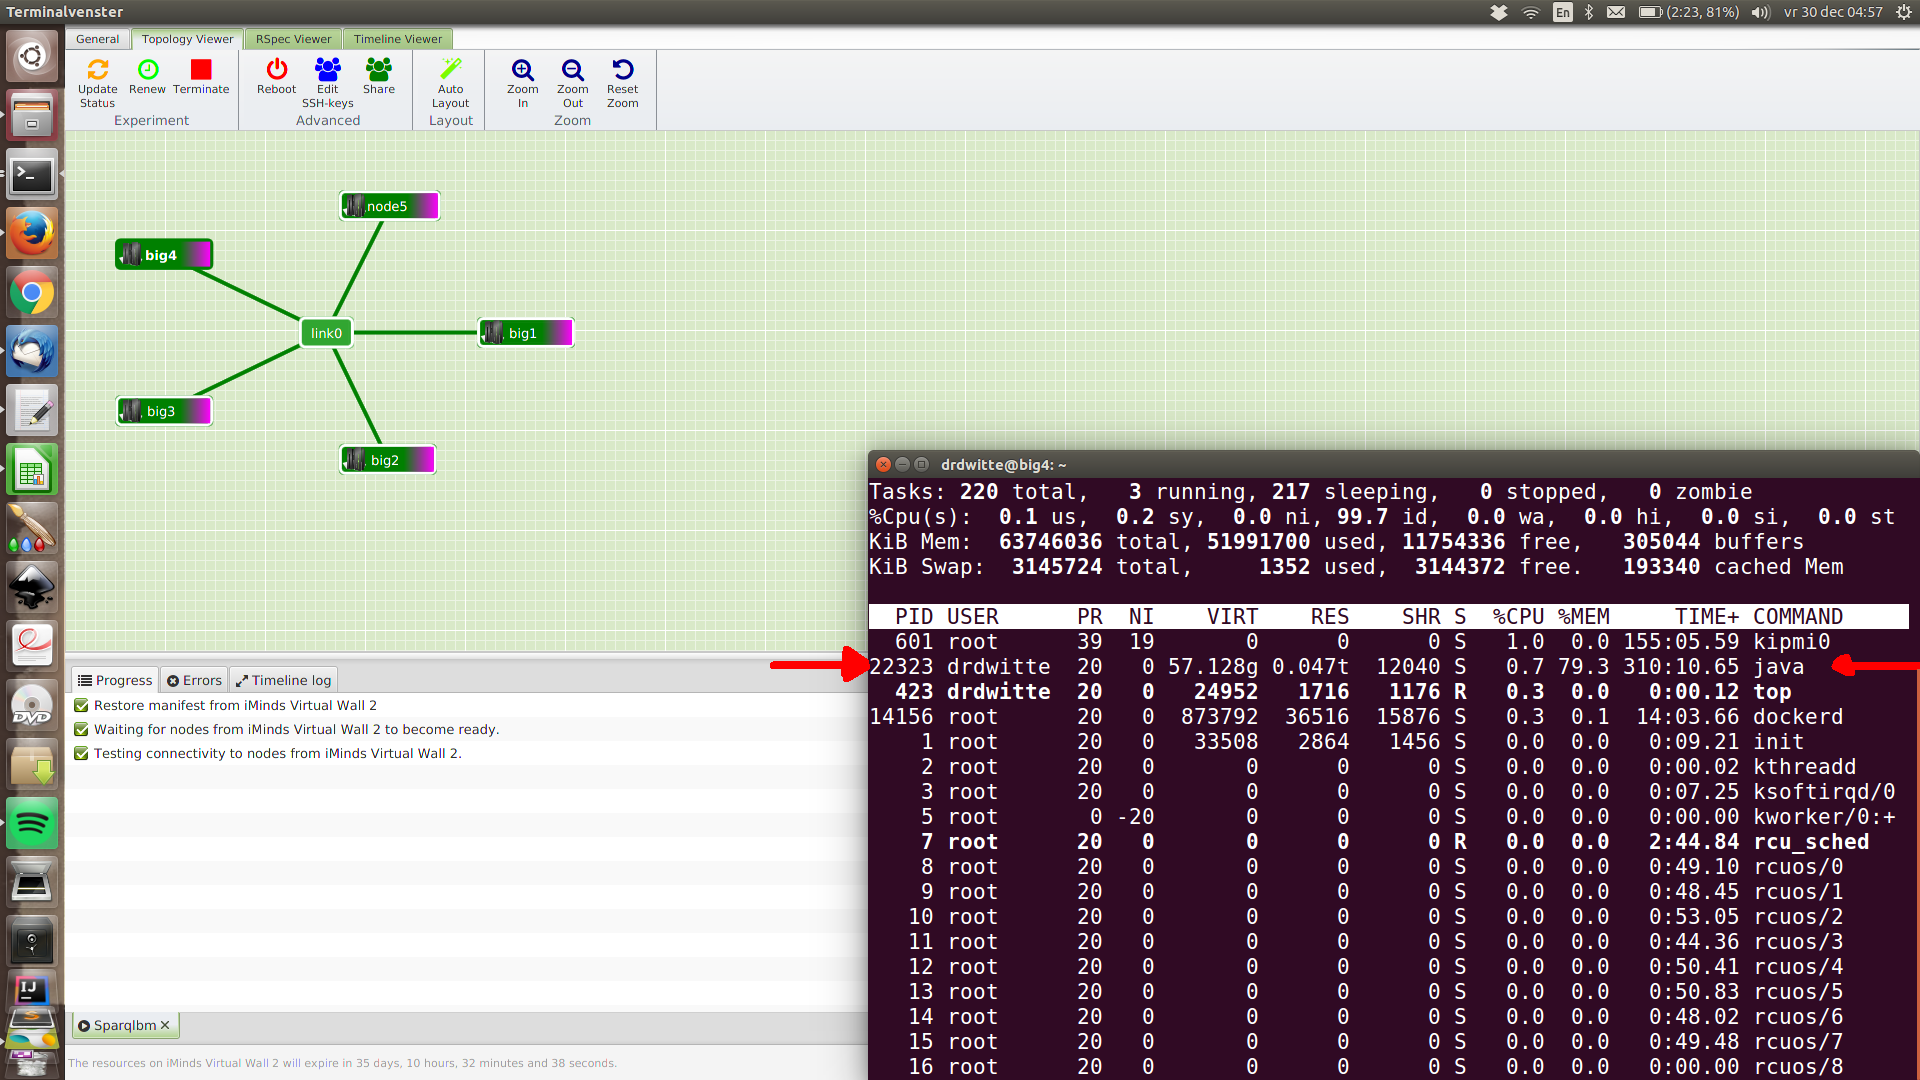 Terminalvenster
En (2:23, 81%) vr 30 dec 04:57
General Topology Viewer RSpec Viewer Timeline Viewer
Update Status Renew Terminate Reboot Edit SSH-keys Share Auto Layout Zoom In Zoom Out Reset Zoom
Experiment Advanced Layout Zoom
node5
big4
link0
big1
big3
big2
drdwitte@big4: ~
Tasks: 220 total, 3 running, 217 sleeping, 0 stopped, 0 zombie
%Cpu(s): 0.1 us, 0.2 sy, 0.0 ni, 99.7 id, 0.0 wa, 0.0 hi, 0.0 si, 0.0 st
KiB Mem: 63746036 total, 51991700 used, 11754336 free, 305044 buffers
KiB Swap: 3145724 total, 1352 used, 3144372 free. 193340 cached Mem
PID USER PR NI VIRT RES SHR S %CPU %MEM TIME+ COMMAND
601 root 39 19 0 0 0 S 1.0 0.0 155:05.59 kipmi0
22323 drdwitte 20 0 57.128g 0.047t 12040 S 0.7 79.3 310:10.65 java
423 drdwitte 20 0 24952 1716 1176 R 0.3 0.0 0:00.12 top
14156 root 20 0 873792 36516 15876 S 0.3 0.1 14:03.66 dockerd
1 root 20 0 33508 2864 1456 S 0.0 0.0 0:09.21 init
2 root 20 0 0 0 0 S 0.0 0.0 0:00.02 kthreadd
3 root 20 0 0 0 0 S 0.0 0.0 0:07.25 ksoftirqd/0
5 root 0 -20 0 0 0 S 0.0 0.0 0:00.00 kworker/0:+
7 root 20 0 0 0 0 R 0.0 0.0 2:44.84 rcu_sched
8 root 20 0 0 0 0 S 0.0 0.0 0:49.10 rcuos/0
9 root 20 0 0 0 0 S 0.0 0.0 0:48.45 rcuos/1
10 root 20 0 0 0 0 S 0.0 0.0 0:53.05 rcuos/2
11 root 20 0 0 0 0 S 0.0 0.0 0:44.36 rcuos/3
12 root 20 0 0 0 0 S 0.0 0.0 0:50.41 rcuos/4
13 root 20 0 0 0 0 S 0.0 0.0 0:50.83 rcuos/5
14 root 20 0 0 0 0 S 0.0 0.0 0:48.02 rcuos/6
15 root 20 0 0 0 0 S 0.0 0.0 0:49.48 rcuos/7
16 root 20 0 0 0 0 S 0.0 0.0 0:00.00 rcuos/8
Progress Errors Timeline log
Restore manifest from iMinds Virtual Wall 2
Waiting for nodes from iMinds Virtual Wall 2 to become ready.
Testing connectivity to nodes from iMinds Virtual Wall 2.
DVD
IJ
Sparqlbm
The resources on iMinds Virtual Wall 2 will expire in 35 days, 10 hours, 32 minutes and 38 seconds.